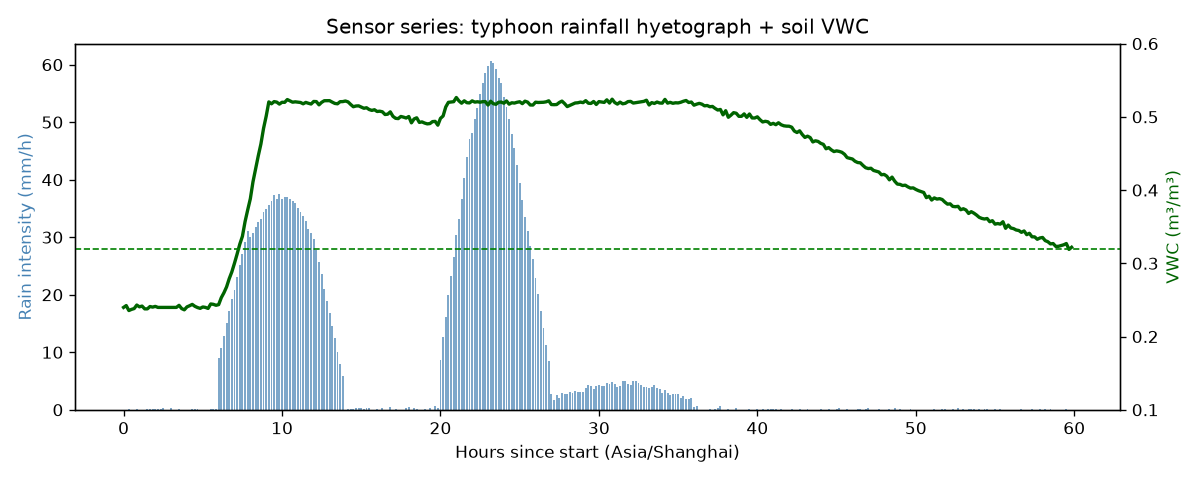 Sensor series: typhoon rainfall hyetograph + soil VWC
Rain intensity (mm/h)
60
50
40
30
20
10
0
0.6
0.5
0.4
0.3
0.2
0.1
VWC (m³/m³)
0 10 20 30 40 50 60
Hours since start (Asia/Shanghai)